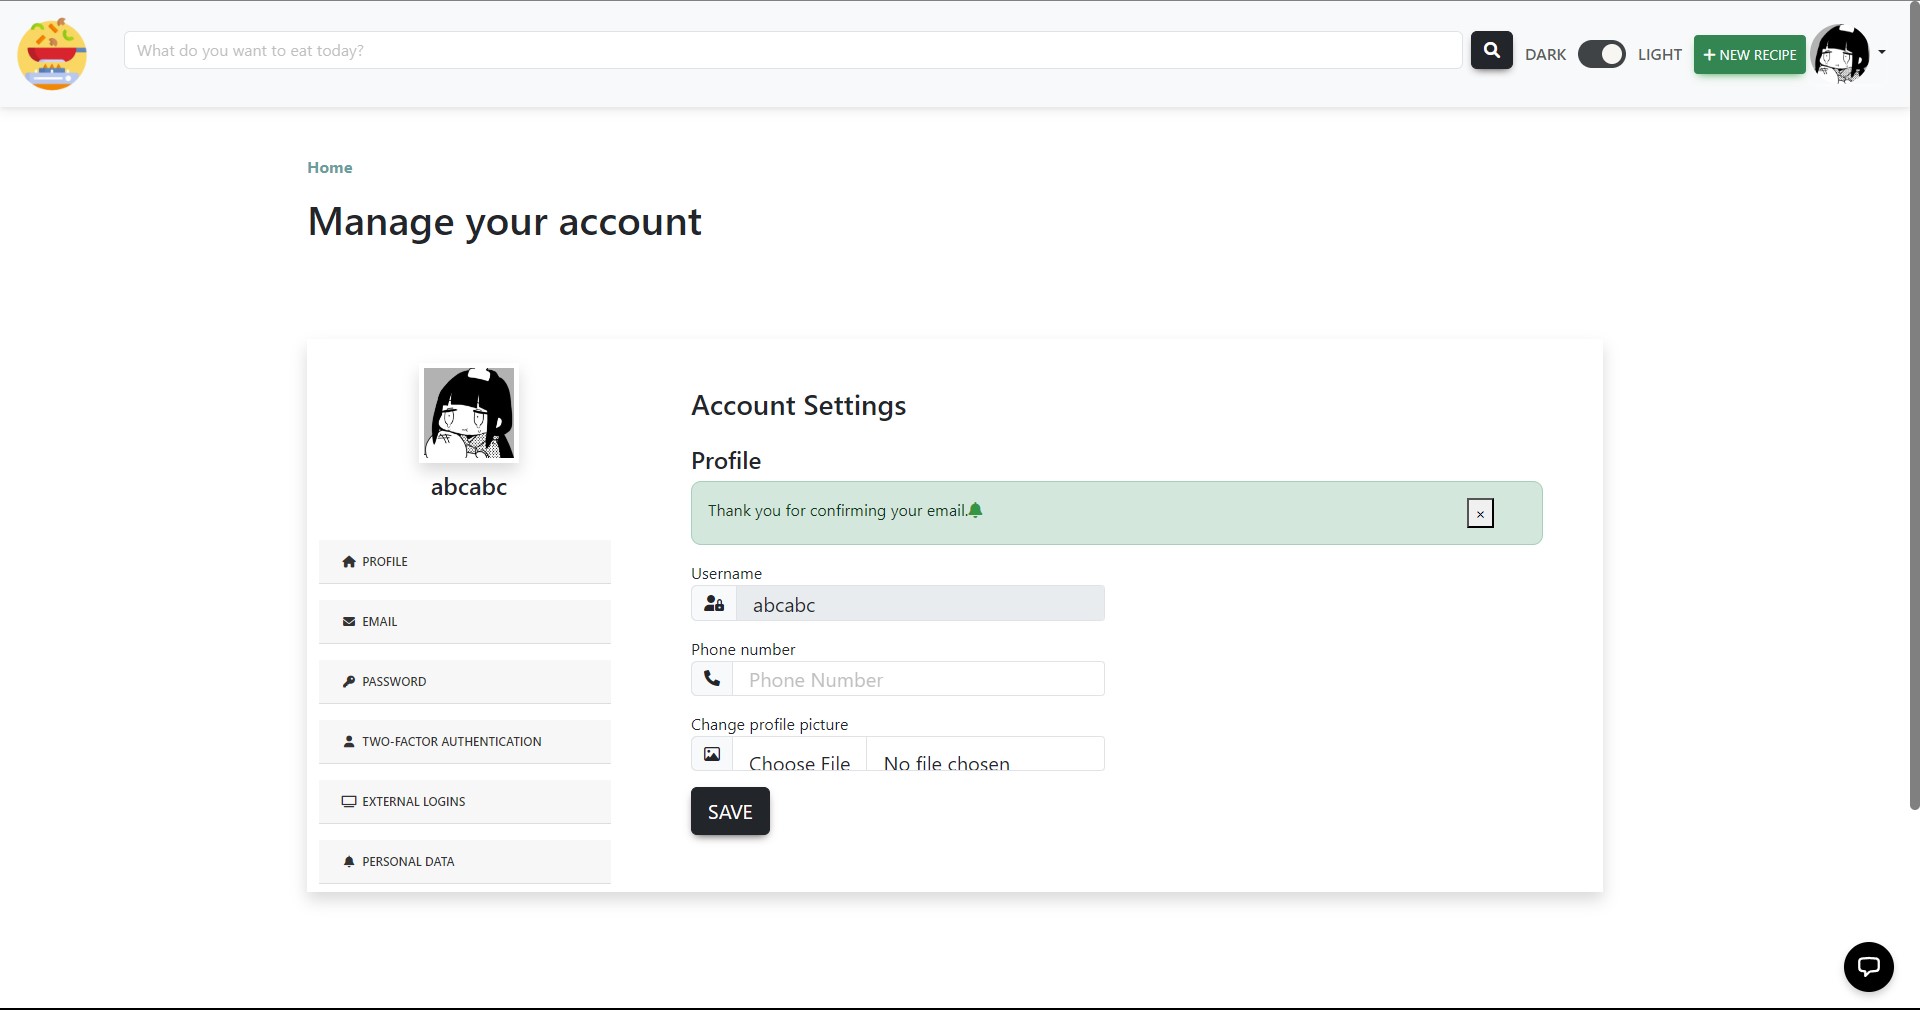 What do you want to eat today?
DARK
LIGHT
NEW RECIPE
Home
Manage your account
abcabc
PROFILE
EMAIL
PASSWORD
TWO-FACTOR AUTHENTICATION
EXTERNAL LOGINS
PERSONAL DATA
Account Settings
Profile
Thank you for confirming your email.
×
Username
abcabc
Phone number
Phone Number
Change profile picture
Choose File No file chosen
SAVE